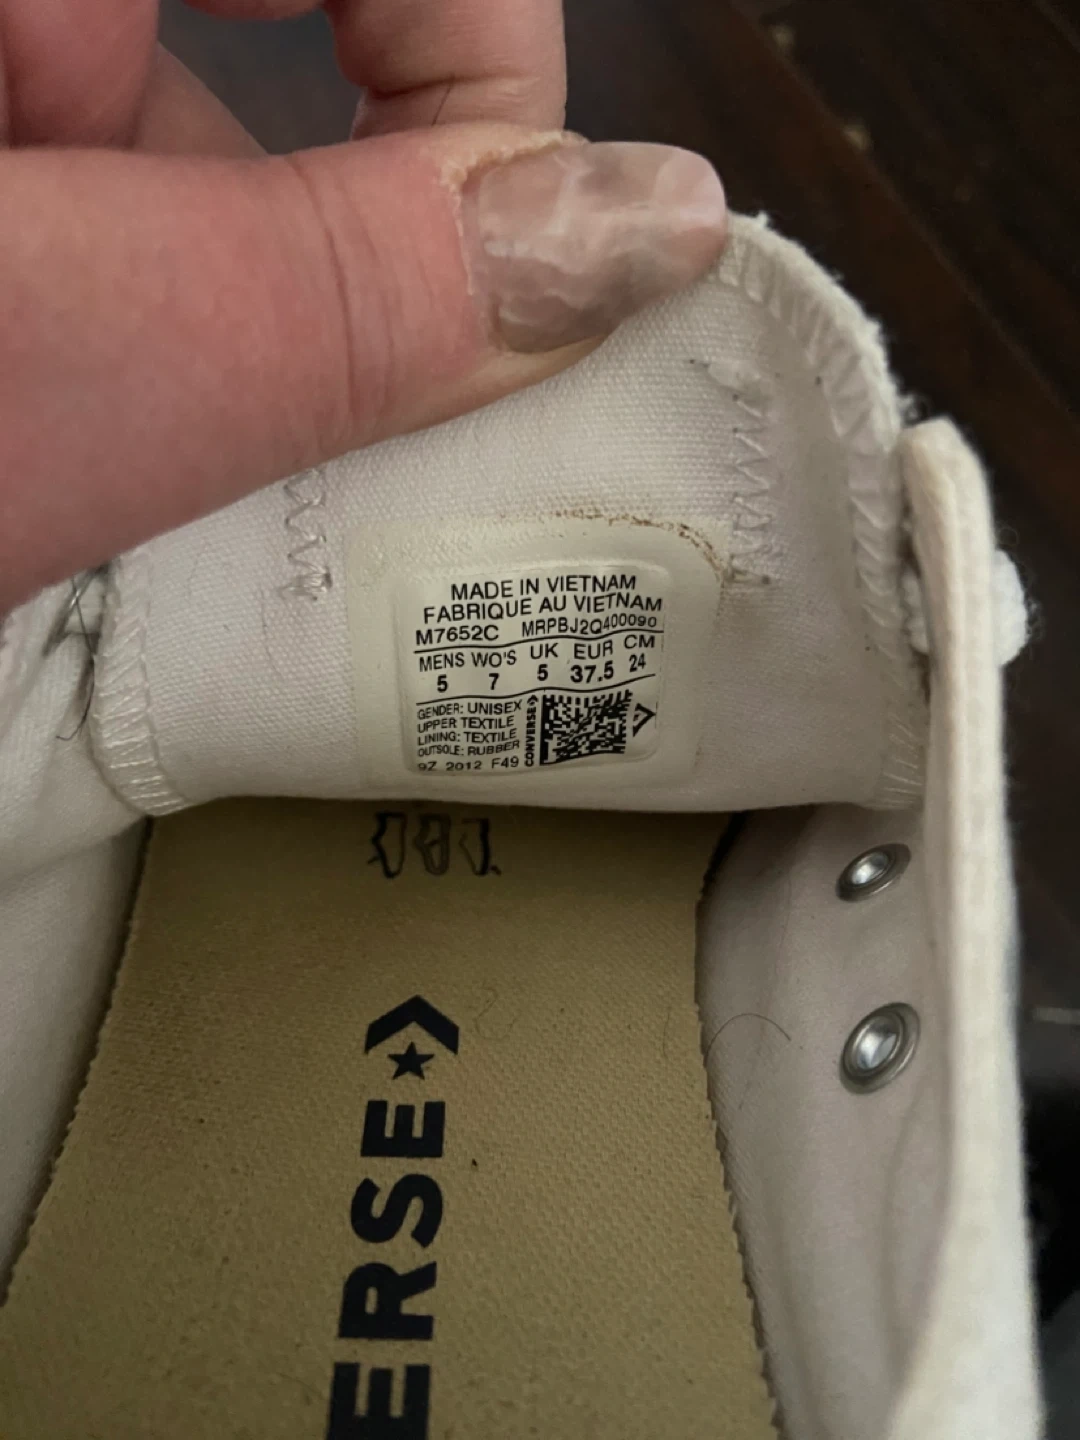 MADE IN VIETNAM
FABRIQUE AU VIETNAM
M7652C MRPBJ2Q400090
MENS WO'S UK EUR CM
5 7 5 37.5 24
GENDER: UNISEX
UPPER TEXTILE
LINING: TEXTILE
OUTSOLE: RUBBER
9Z 2012 F49
CONVERSE
ERSE